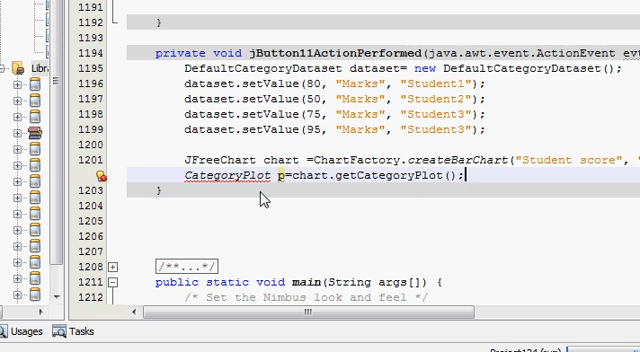 1191
1192 }
1193
1194 private void jButton11ActionPerformed(java.awt.event.ActionEvent evt
1195 DefaultCategoryDataset dataset= new DefaultCategoryDataset();
1196 dataset.setValue(80, "Marks", "Student1");
1197 dataset.setValue(50, "Marks", "Student2");
1198 dataset.setValue(75, "Marks", "Student3");
1199 dataset.setValue(95, "Marks", "Student3");
1200
1201 JFreeChart chart =ChartFactory.createBarChart("Student score", "
CategoryPlot p=chart.getCategoryPlot();
1203 }
1204
1205
1206
1207
1208 /**...*/
1211 public static void main(String args[]) {
1212 /* Set the Nimbus look and feel */
Libra
Usages Tasks